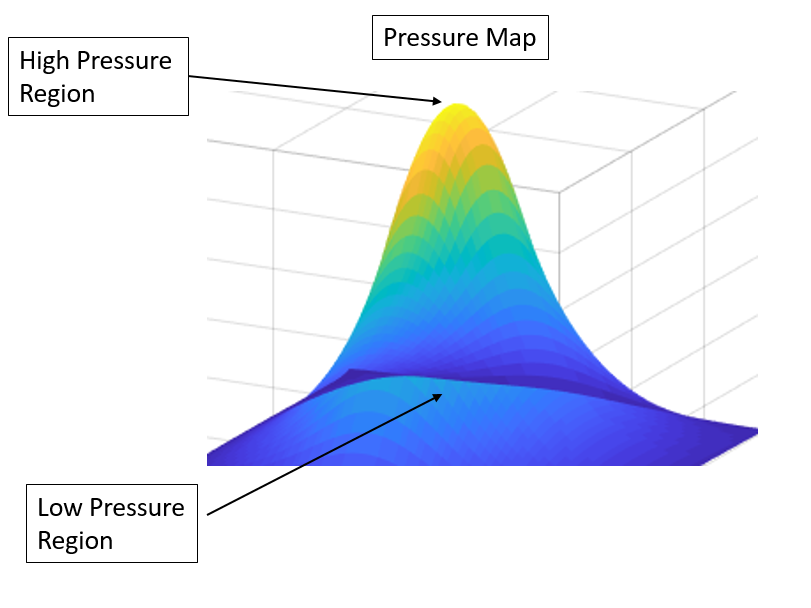 Pressure Map
High Pressure
Region
Low Pressure
Region